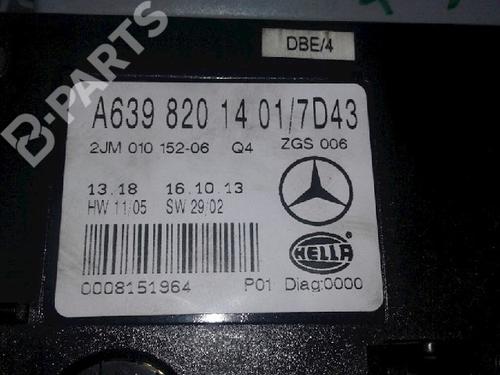 B-PARTS
DBE/4
A639 820 14 01/7D43
2JM 010 152-06 Q4 ZGS 006
13.18 16.10.13
HW 11/05 SW 29/02
HELLA
0008151964 P01 Diag:0000